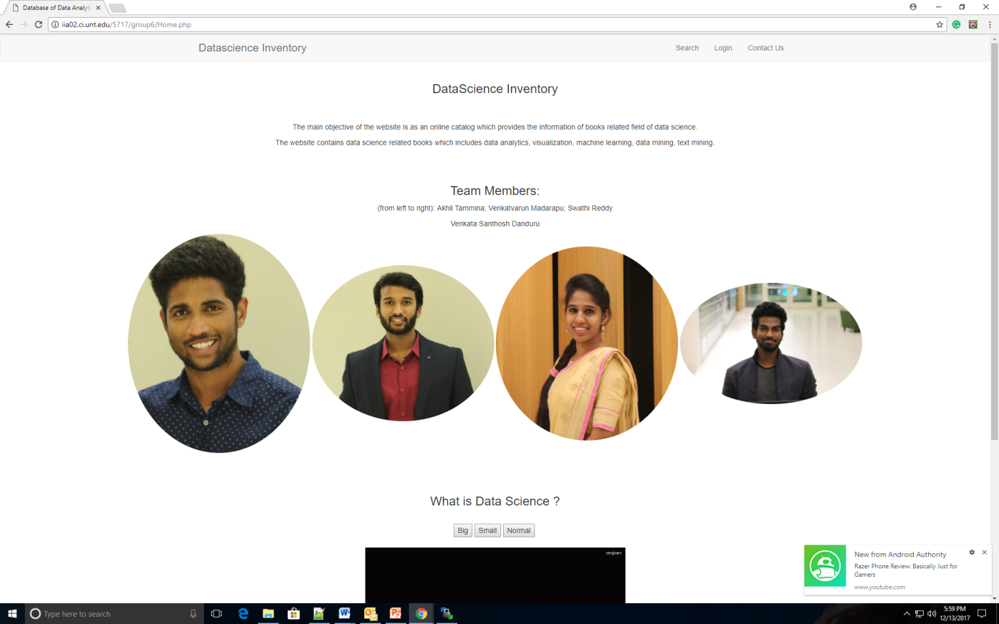 Database of Data Analyti
iia02.ci.unt.edu/5717/group6/Home.php
Datascience Inventory
Search
Login
Contact Us
DataScience Inventory
The main objective of the website is as an online catalog which provides the information of books related field of data science.
The website contains data science related books which includes data analytics, visualization, machine learning, data mining, text mining.
Team Members:
(from left to right): Akhil Tammina; Venkatvarun Madarapu; Swathi Reddy
Venkata Santhosh Danduru
What is Data Science ?
Big
Small
Normal
New from Android Authority
Razer Phone Review: Basically Just for
Gamers
www.youtube.com
Type here to search
5:59 PM
12/13/2017